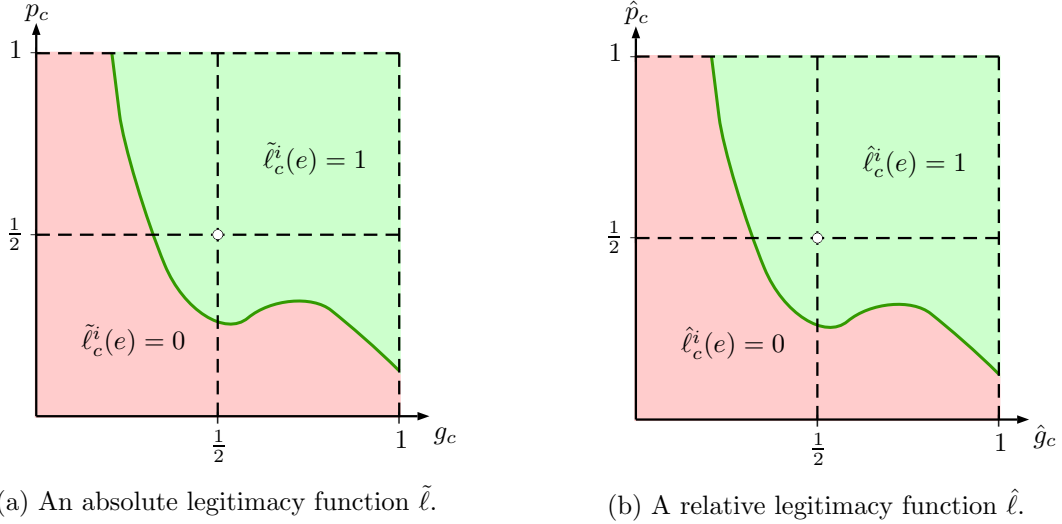 p_c
1
1/2
ℓ̃^i_c(e) = 1
ℓ̃^i_c(e) = 0
1/2
1
g_c
(a) An absolute legitimacy function ℓ̃.
p̂_c
1
1/2
ℓ̂^i_c(e) = 1
ℓ̂^i_c(e) = 0
1/2
1
ĝ_c
(b) A relative legitimacy function ℓ̂.